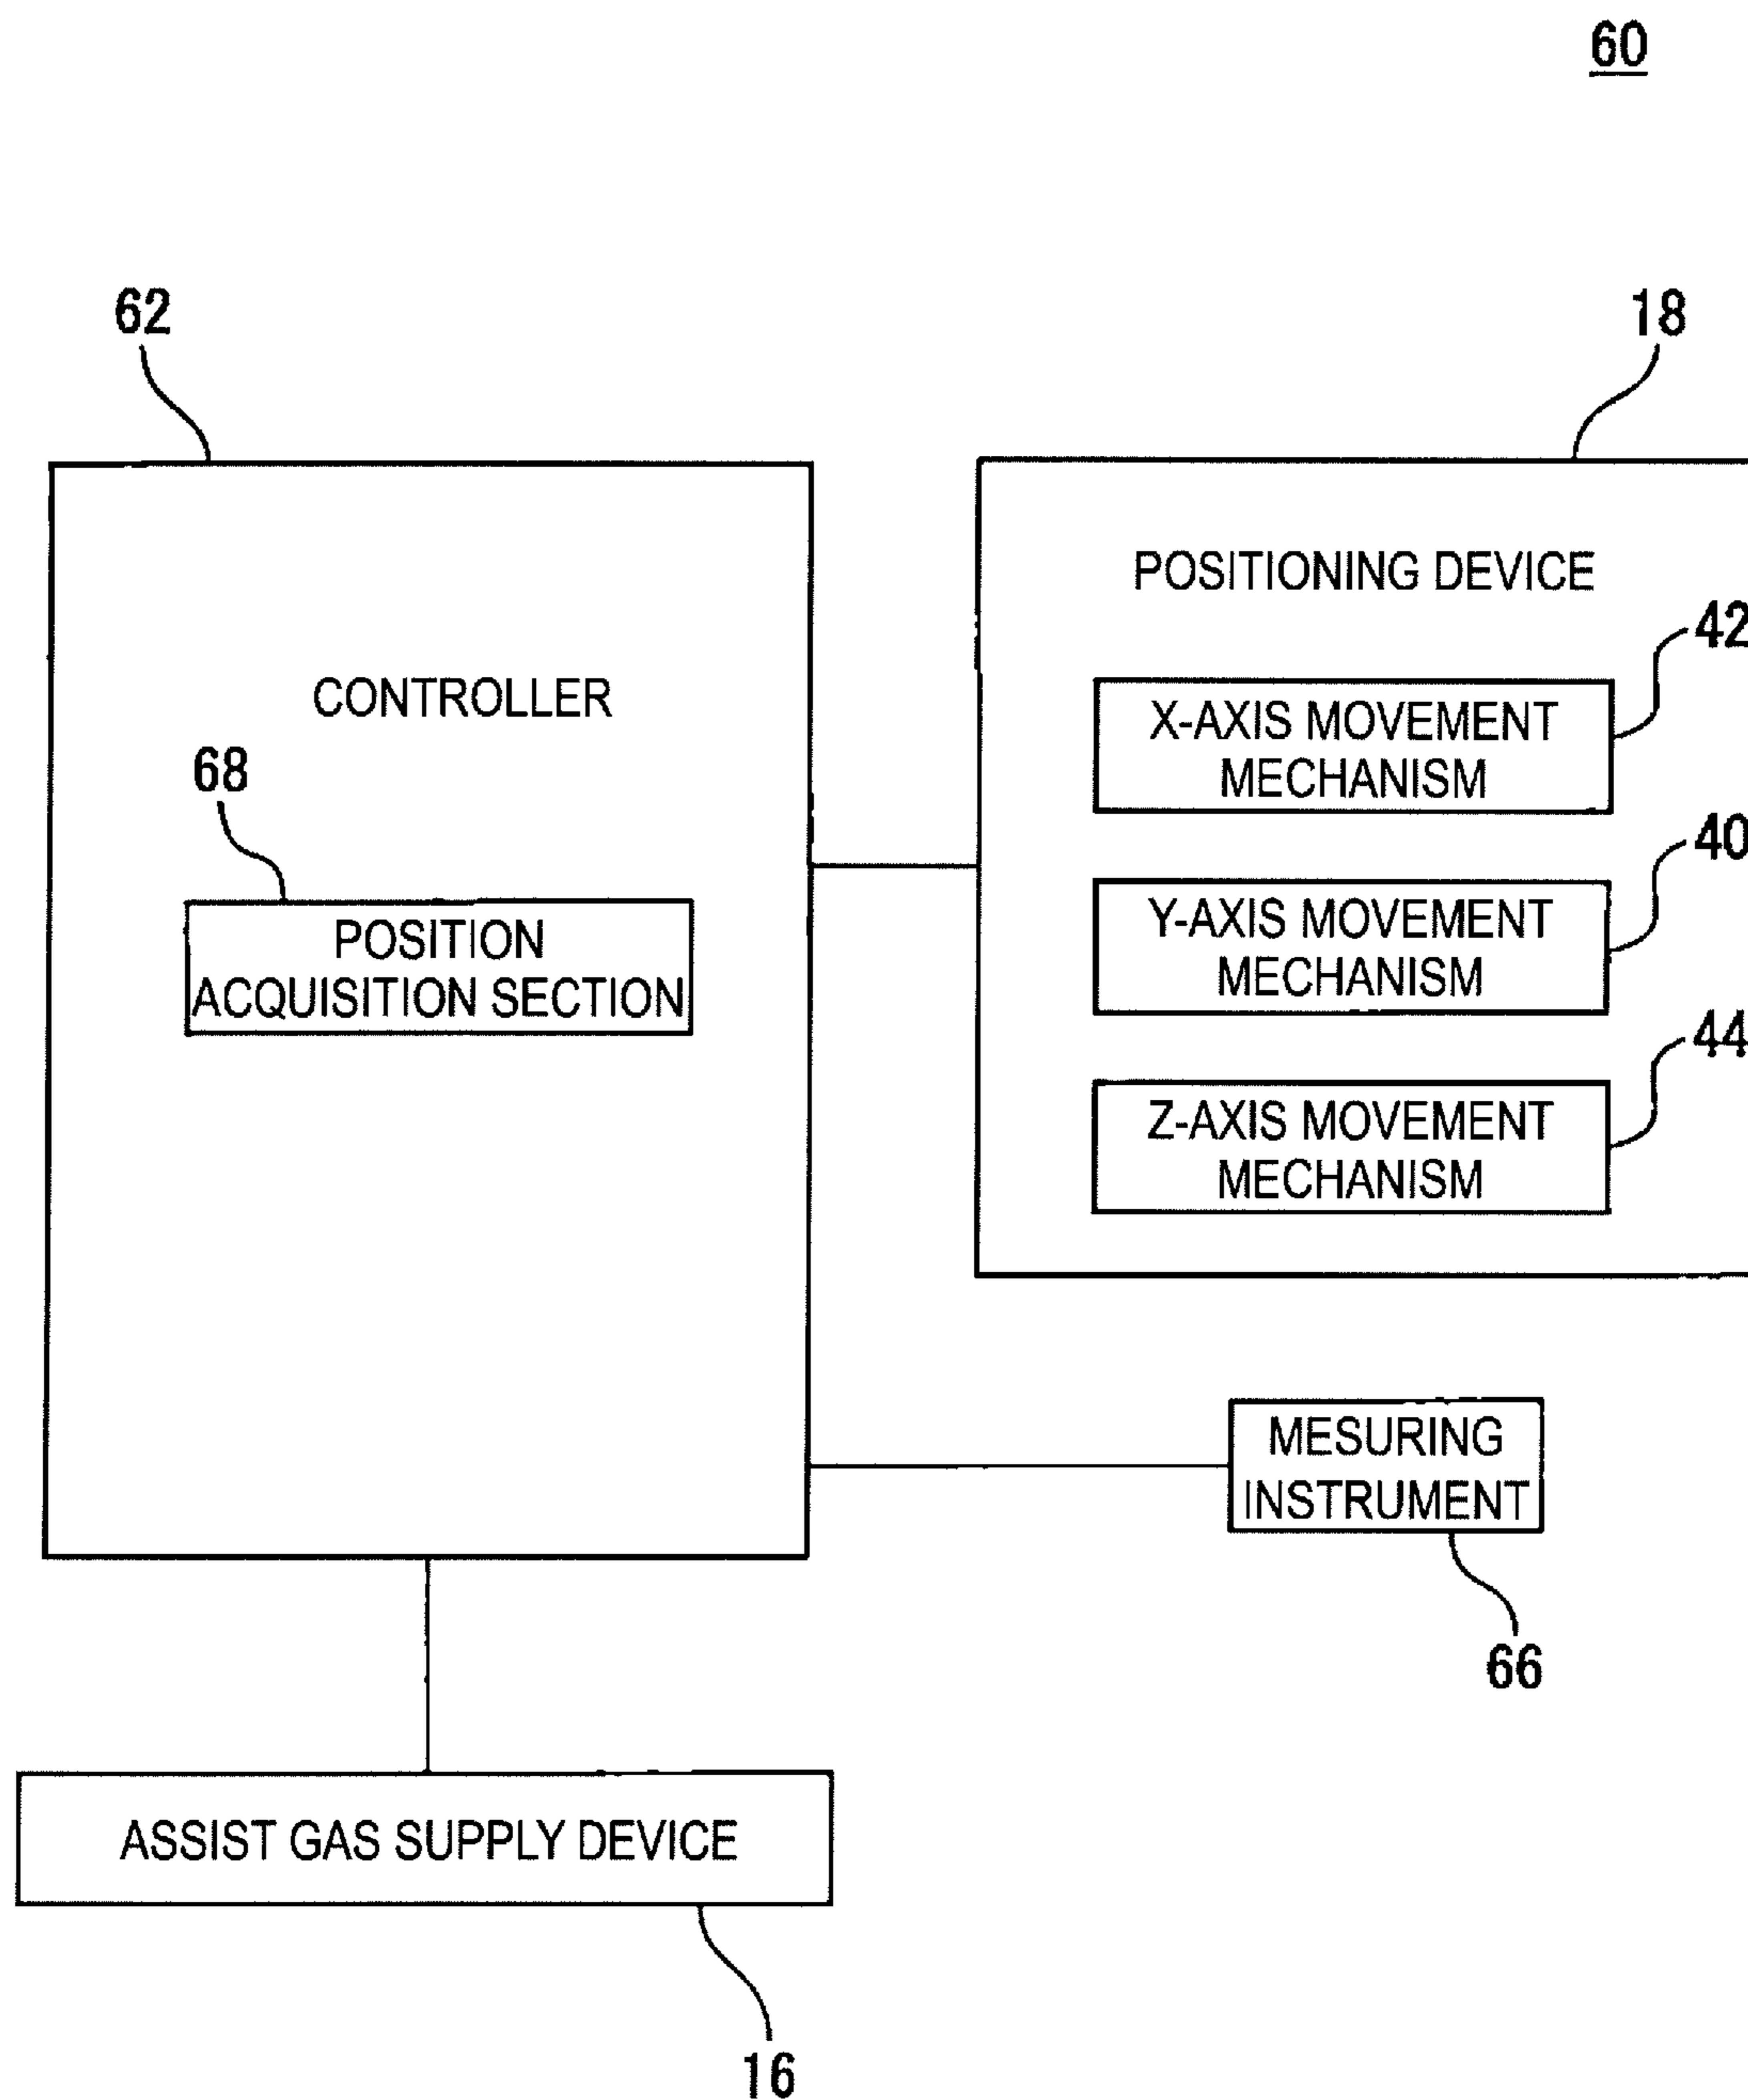 60
62
18
CONTROLLER
68
POSITION
ACQUISITION SECTION
POSITIONING DEVICE
42
X-AXIS MOVEMENT
MECHANISM
40
Y-AXIS MOVEMENT
MECHANISM
44
Z-AXIS MOVEMENT
MECHANISM
MESURING
INSTRUMENT
66
ASSIST GAS SUPPLY DEVICE
16